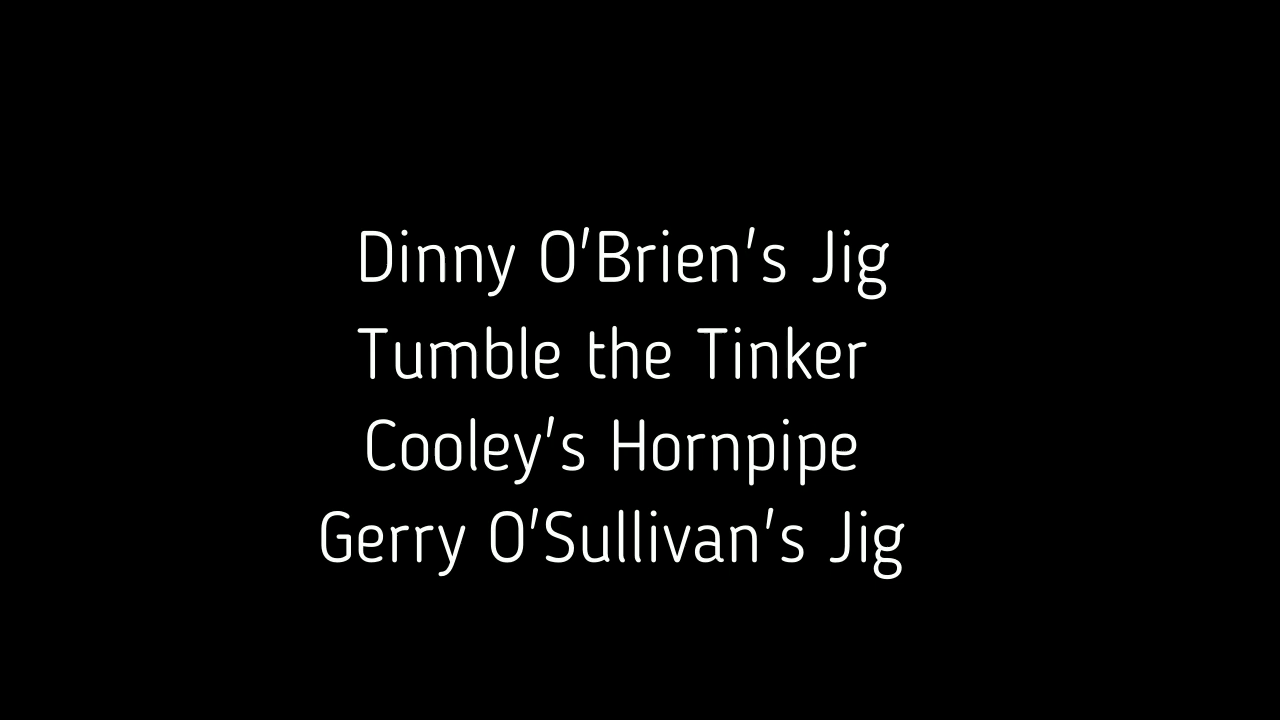 Dinny O'Brien's Jig
Tumble the Tinker
Cooley's Hornpipe
Gerry O'Sullivan's Jig